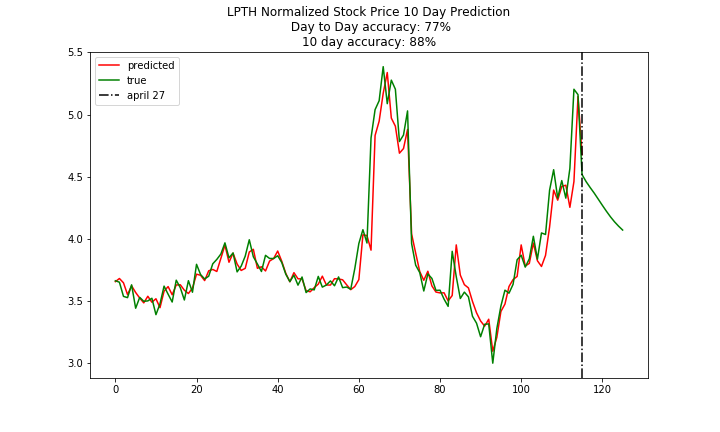 LPTH Normalized Stock Price 10 Day Prediction
Day to Day accuracy: 77%
10 day accuracy: 88%
predicted
true
april 27
5.5
5.0
4.5
4.0
3.5
3.0
0 20 40 60 80 100 120